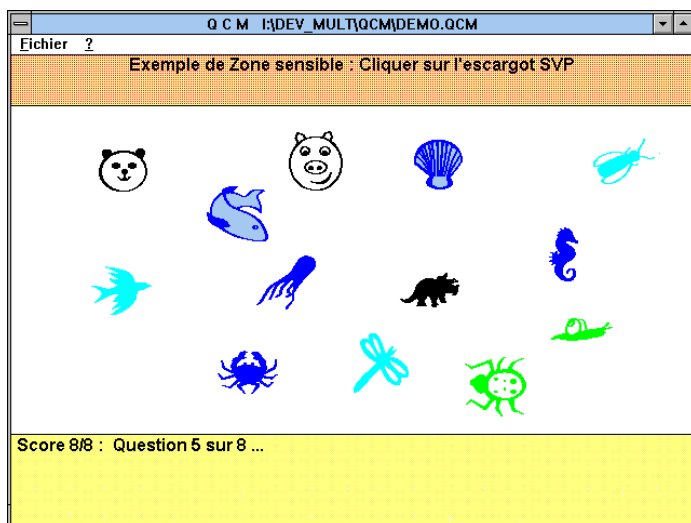 Q C M   I:\DEV_MULT\QCM\DEMO.QCM
Fichier   ?
Exemple de Zone sensible : Cliquer sur l'escargot SVP
Score 8/8 :  Question 5 sur 8 ...